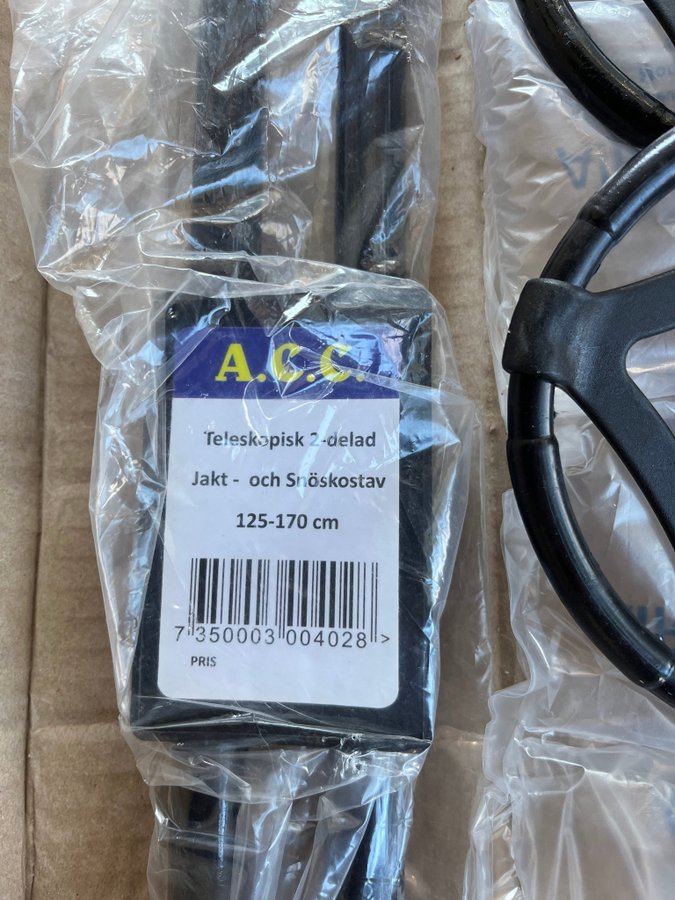 A.C.C.
Teleskopisk 2-delad
Jakt - och Snöskostav
125-170 cm
7 350003 004028 >
PRIS